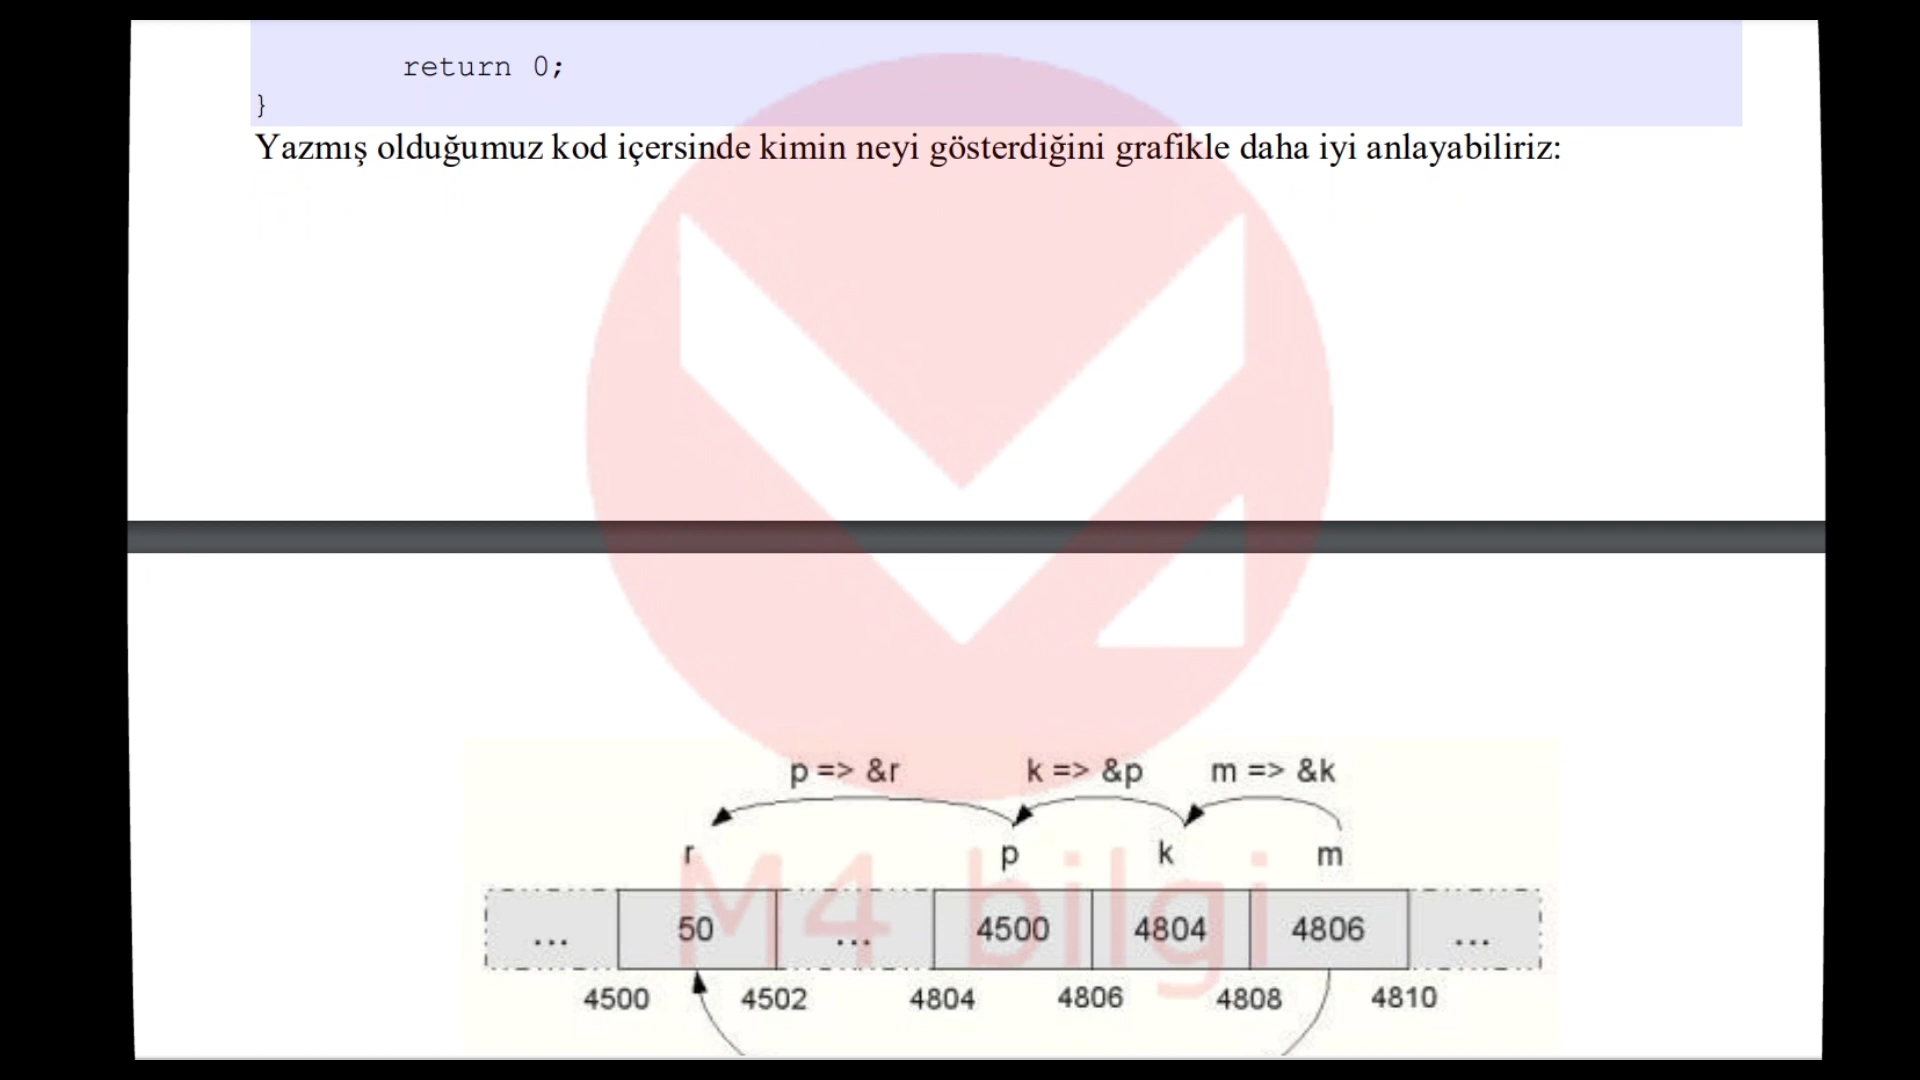 return 0;
}
Yazmış olduğumuz kod içersinde kimin neyi gösterdiğini grafikle daha iyi anlayabiliriz:
p => &r k => &p m => &k
r p k m
... 50 ... 4500 4804 4806 ...
4500 4502 4804 4806 4808 4810
M4 bilgi